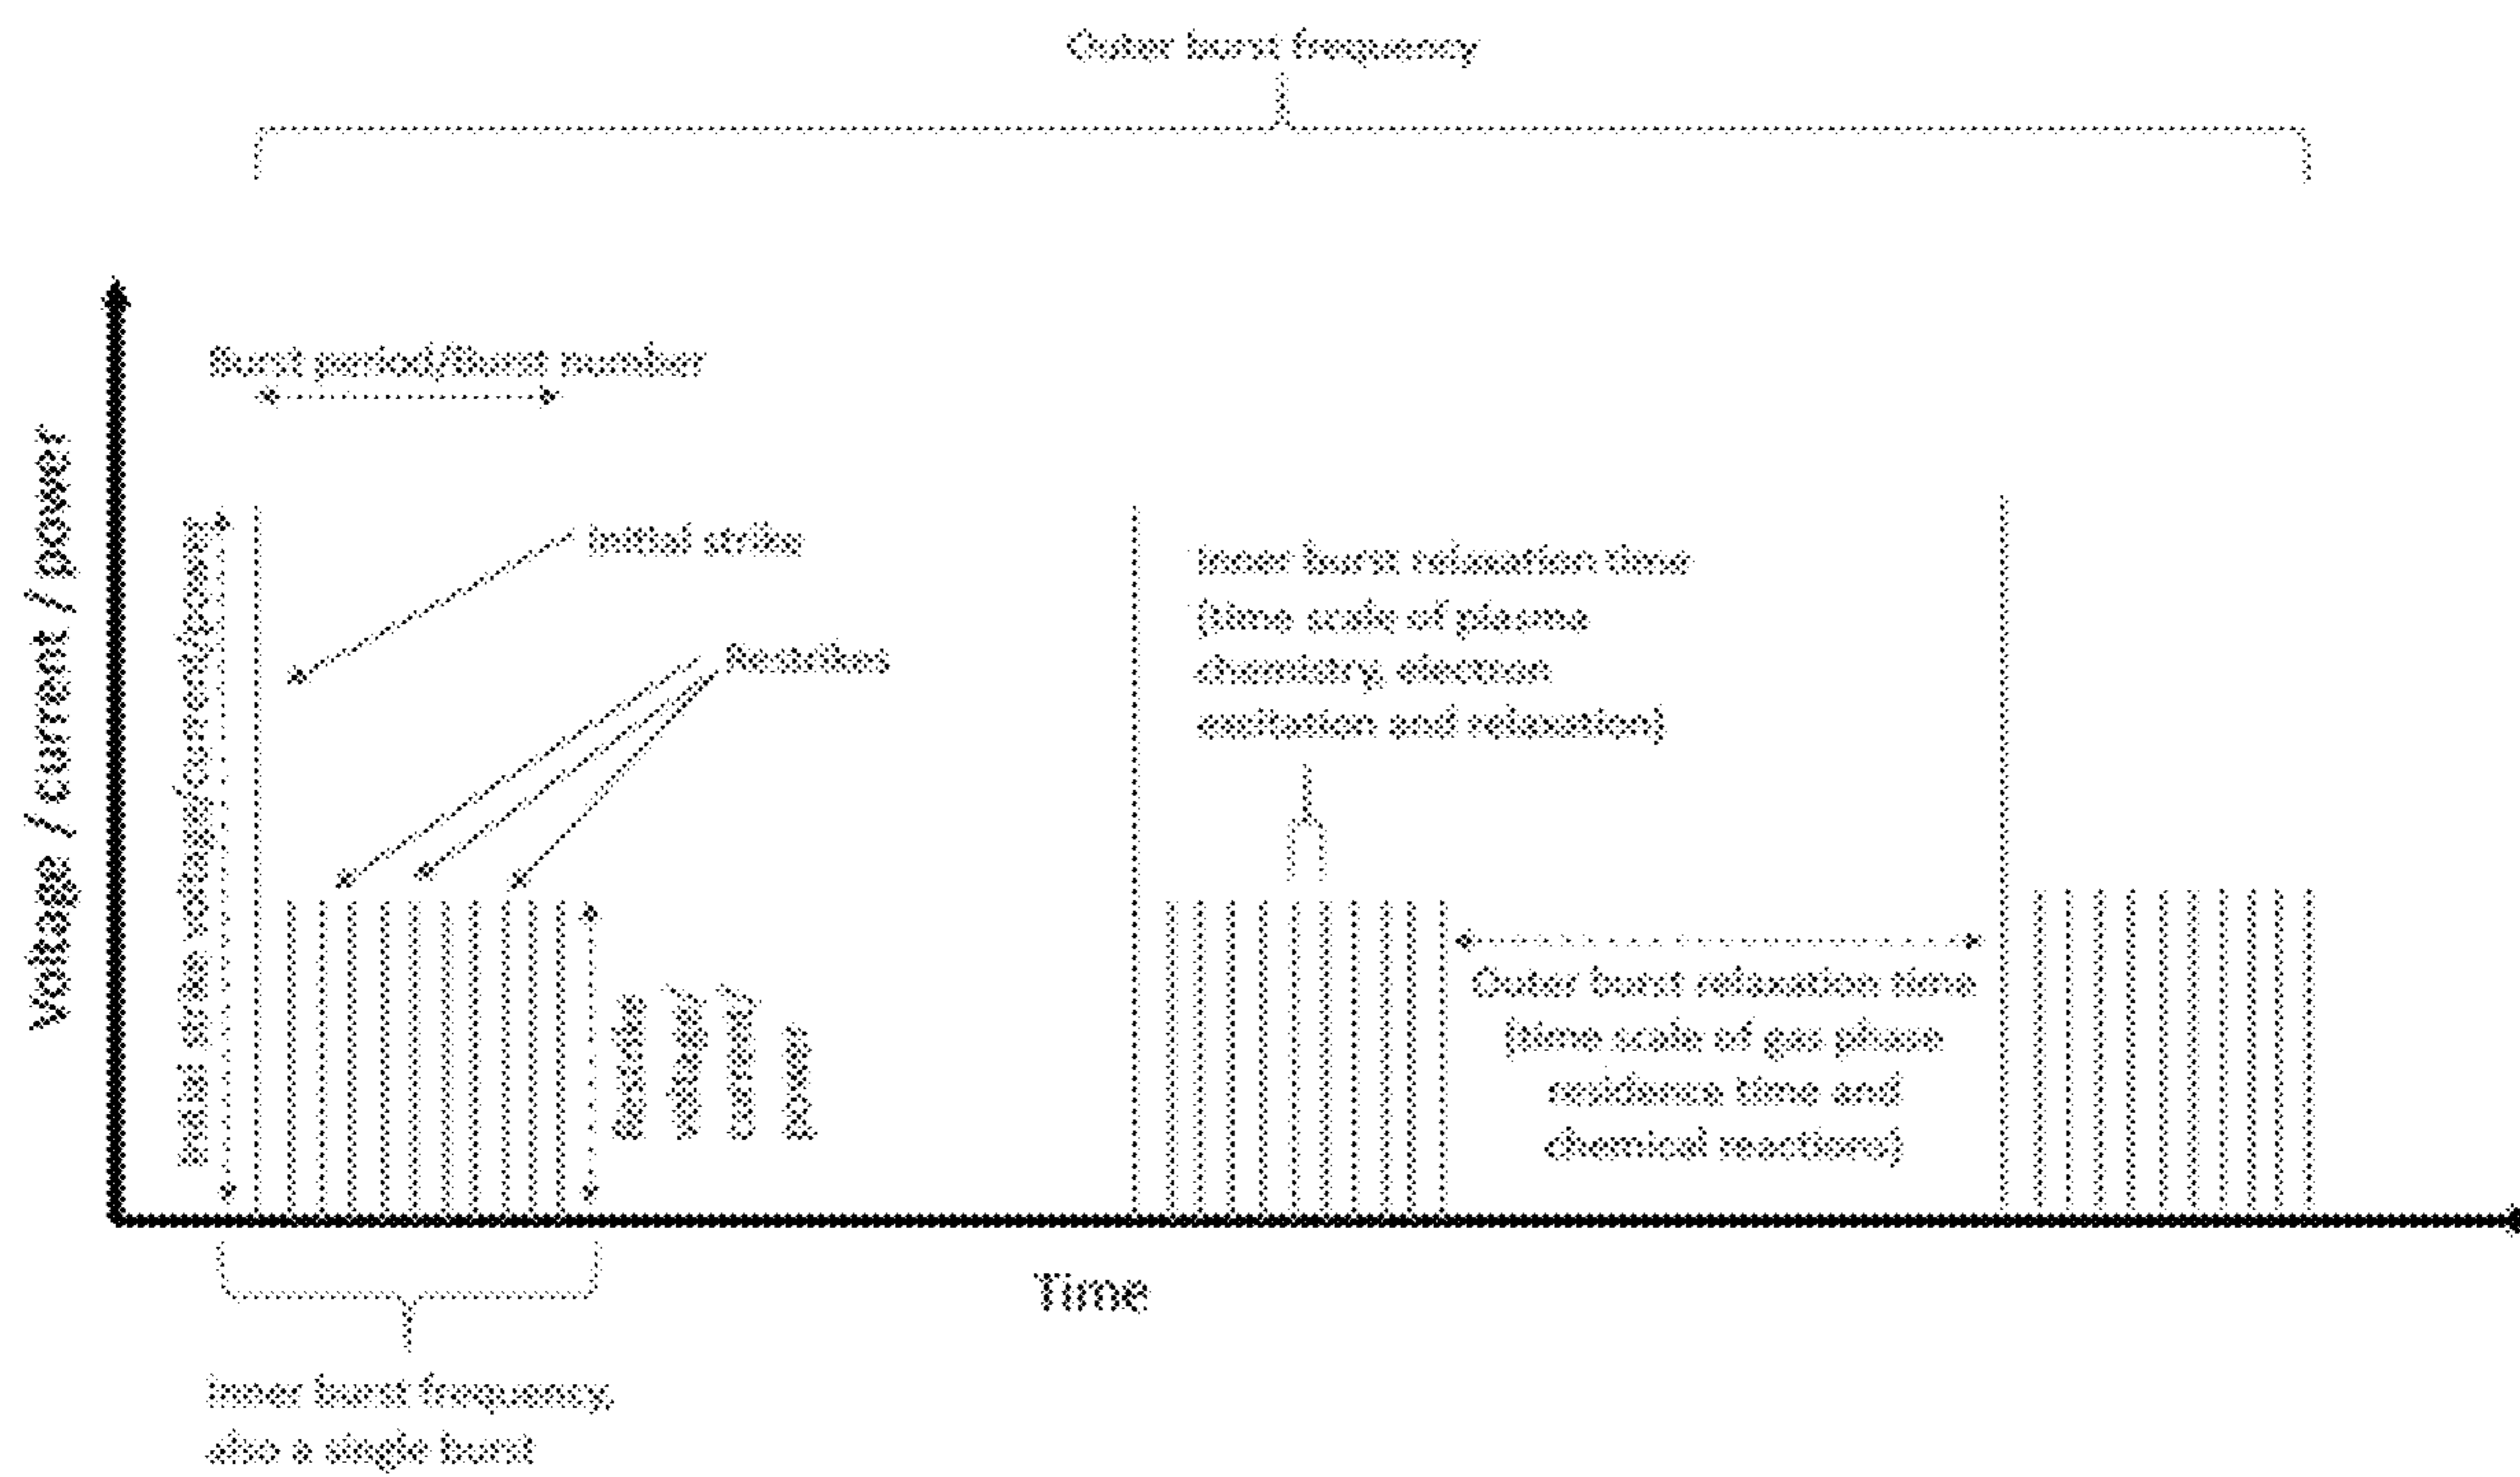 Outer burst frequency
Burst period/Burst number
Voltage / current / power
Initial strike
Restrikes
Inner burst relaxation time
[time scale of plasma
chemistry, electron
excitation and relaxation]
Outer burst relaxation time
[time scale of gas phase
residence time and
chemical reactions]
Time
Inner burst frequency,
also a single burst